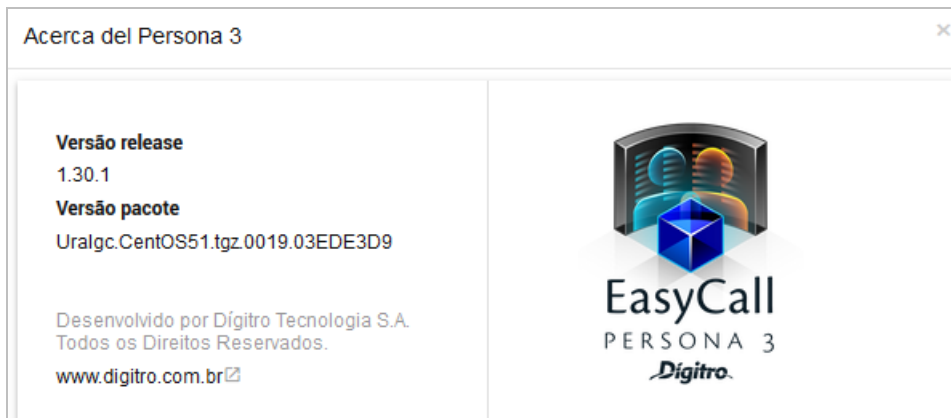 Acerca del Persona 3
Versão release
1.30.1
Versão pacote
Uralgc.CentOS51.tgz.0019.03EDE3D9
Desenvolvido por Dígitro Tecnologia S.A.
Todos os Direitos Reservados.
www.digitro.com.br
EasyCall
PERSONA 3
Dígitro